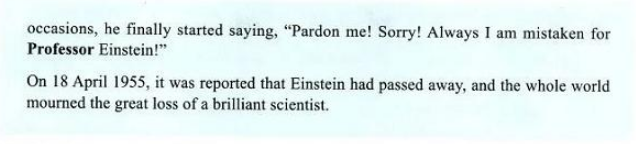 occasions, he finally started saying, “Pardon me! Sorry! Always I am mistaken for
Professor Einstein!”
On 18 April 1955, it was reported that Einstein had passed away, and the whole world
mourned the great loss of a brilliant scientist.